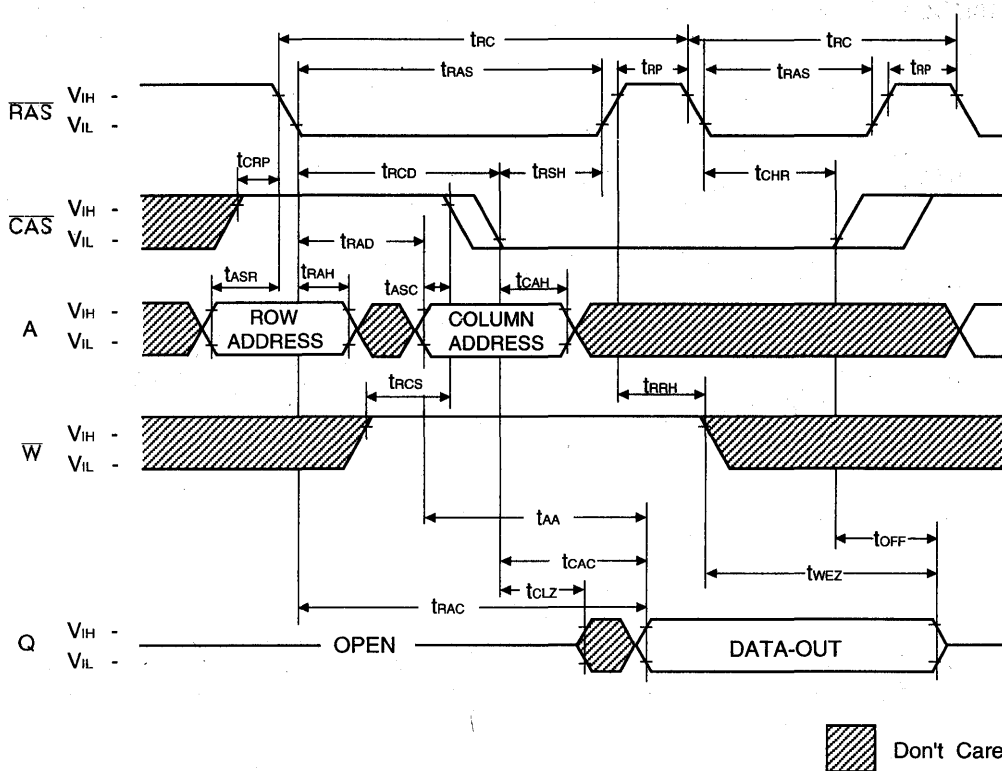 tRC tRC
tRAS tRP tRAS tRP
RAS VIH -
VIL -
tCRP tRCD tRSH tCHR
CAS VIH -
VIL -
tRAD
tASR tRAH tASC tCAH
A VIH -
VIL -
ROW ADDRESS
COLUMN ADDRESS
tRCS tRRH
W VIH -
VIL -
tAA
tOFF
tCAC
tWEZ
tCLZ
tRAC
Q VIH -
VIL -
OPEN DATA-OUT
Don't Care